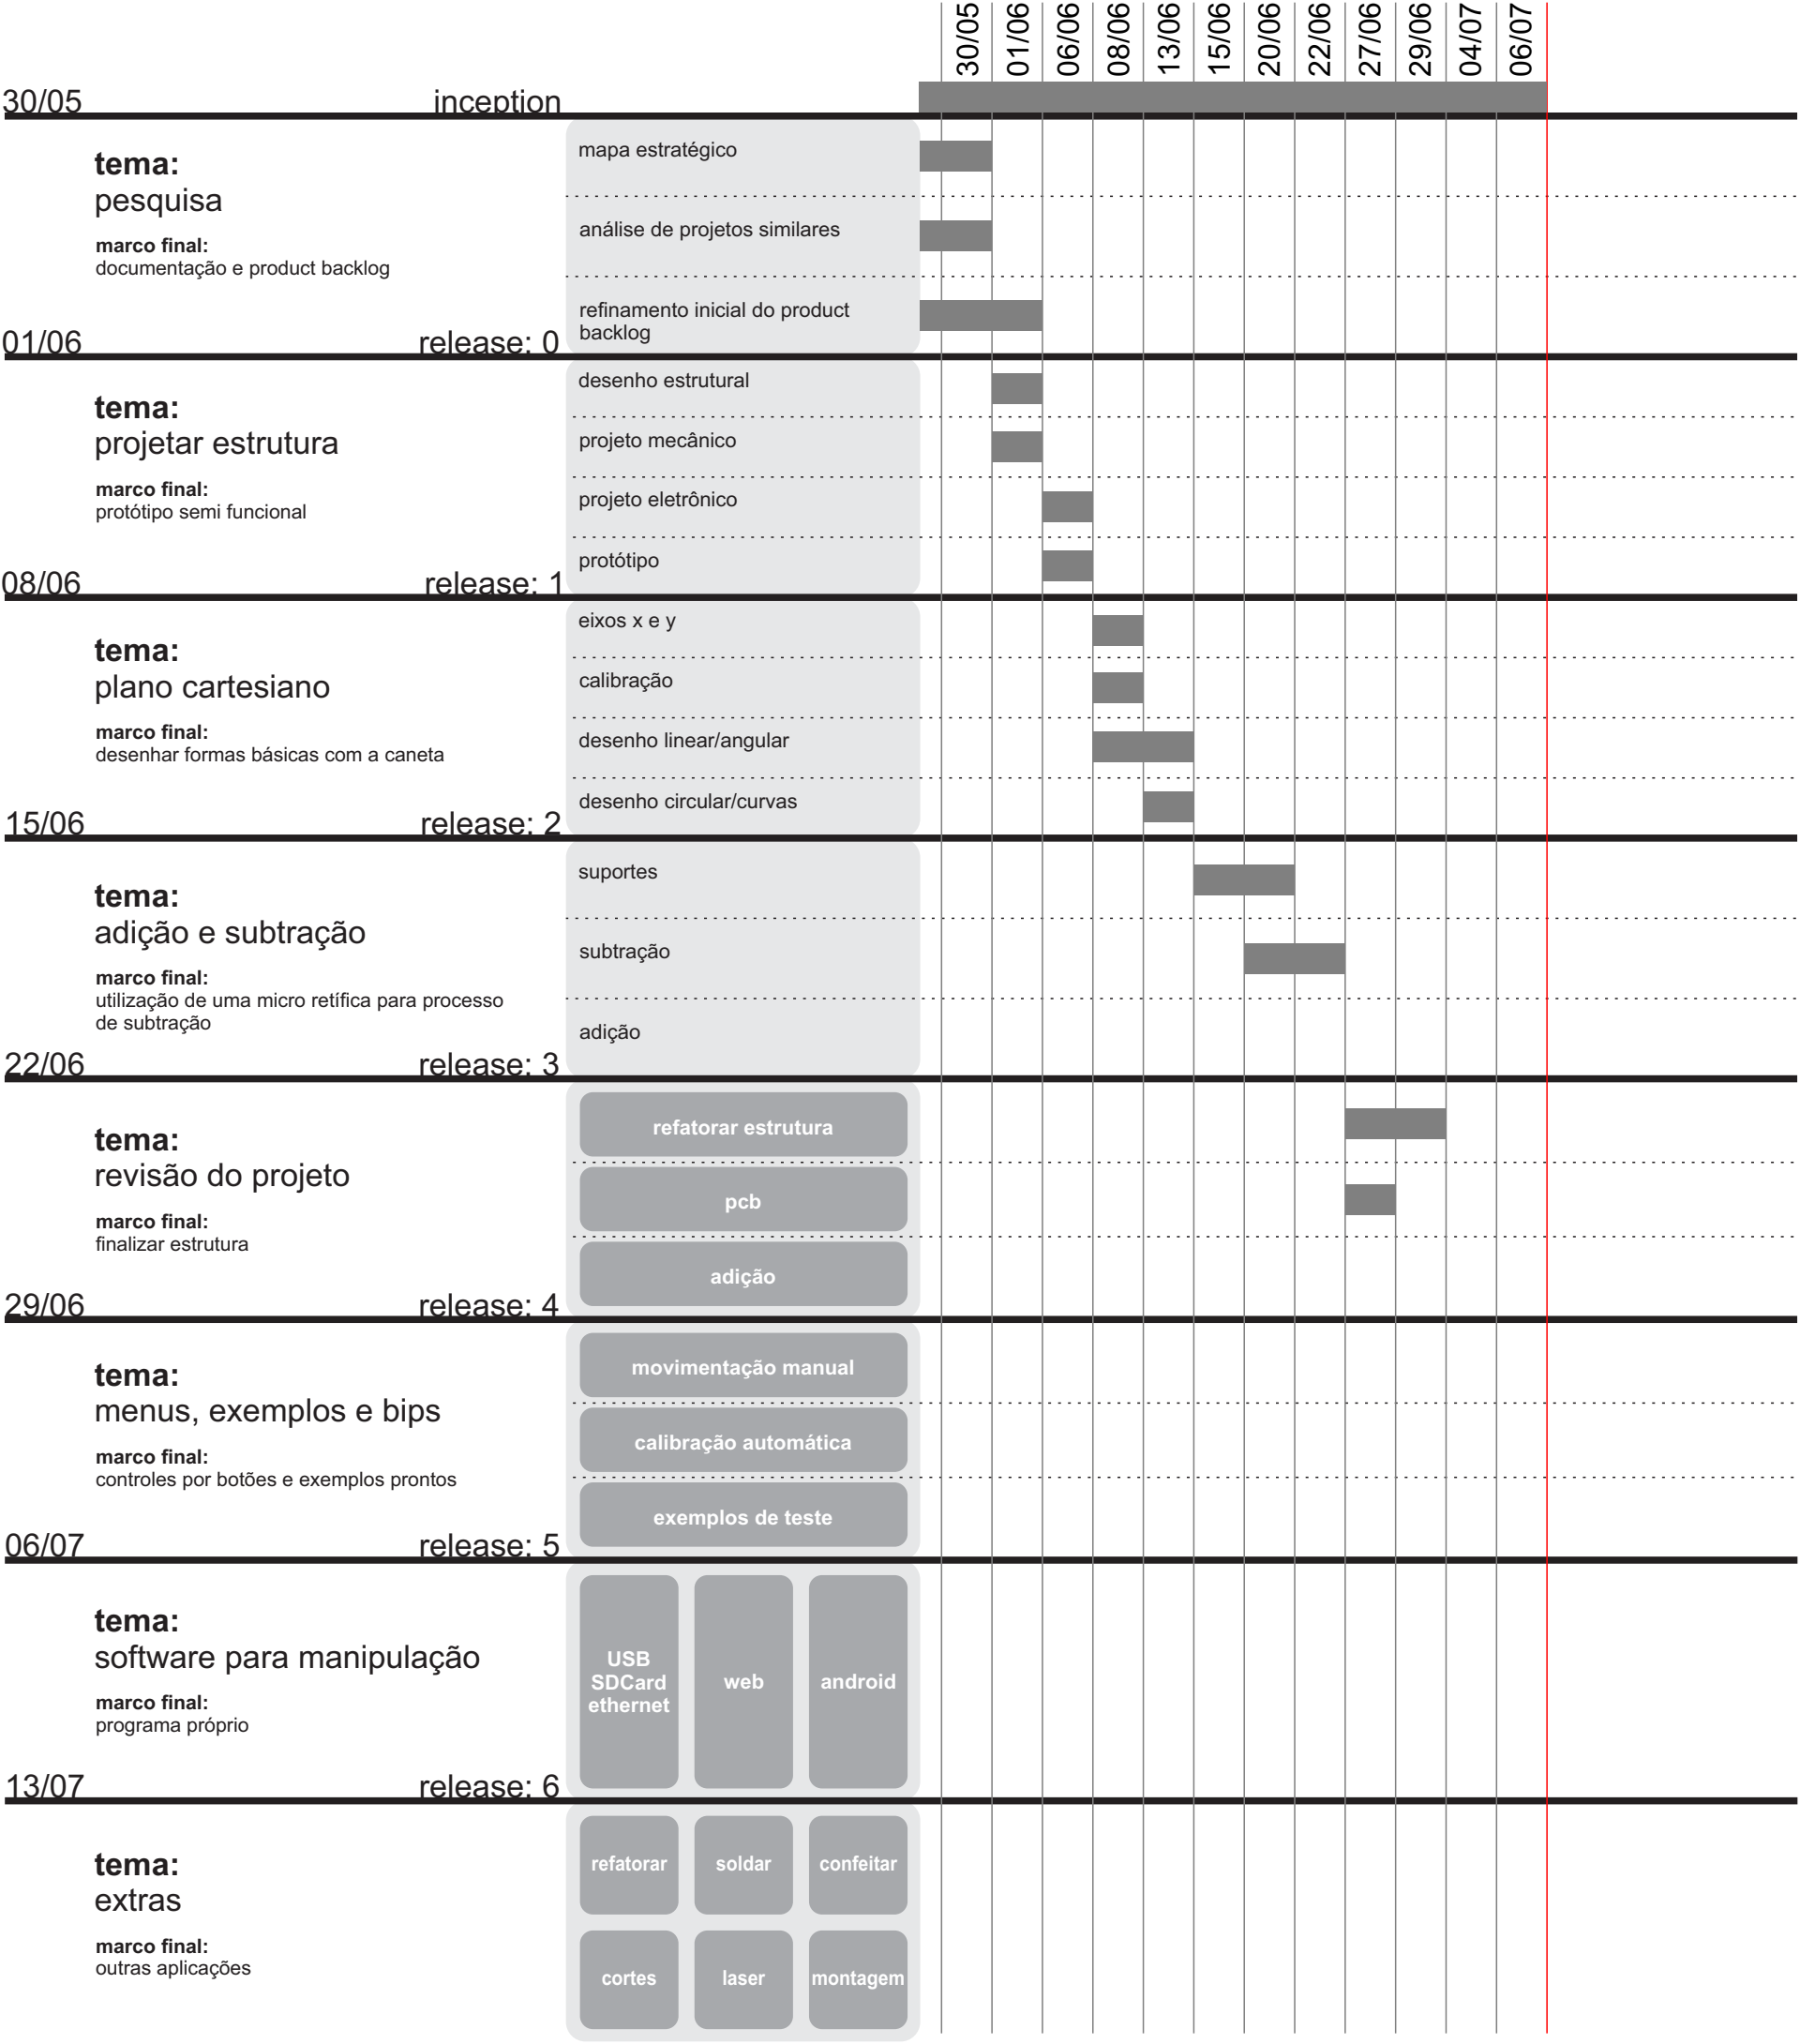 30/05
01/06
06/06
08/06
13/06
15/06
20/06
22/06
27/06
29/06
04/07
06/07
30/05
inception
tema:
pesquisa
marco final:
documentação e product backlog
mapa estratégico
análise de projetos similares
refinamento inicial do product
backlog
01/06
release: 0
tema:
projetar estrutura
marco final:
protótipo semi funcional
desenho estrutural
projeto mecânico
projeto eletrônico
protótipo
08/06
release: 1
tema:
plano cartesiano
marco final:
desenhar formas básicas com a caneta
eixos x e y
calibração
desenho linear/angular
desenho circular/curvas
15/06
release: 2
tema:
adição e subtração
marco final:
utilização de uma micro retífica para processo
de subtração
suportes
subtração
adição
22/06
release: 3
tema:
revisão do projeto
marco final:
finalizar estrutura
refatorar estrutura
pcb
adição
29/06
release: 4
tema:
menus, exemplos e bips
marco final:
controles por botões e exemplos prontos
movimentação manual
calibração automática
exemplos de teste
06/07
release: 5
tema:
software para manipulação
marco final:
programa próprio
USB
SDCard
ethernet
web
android
13/07
release: 6
tema:
extras
marco final:
outras aplicações
refatorar
soldar
confeitar
cortes
laser
montagem